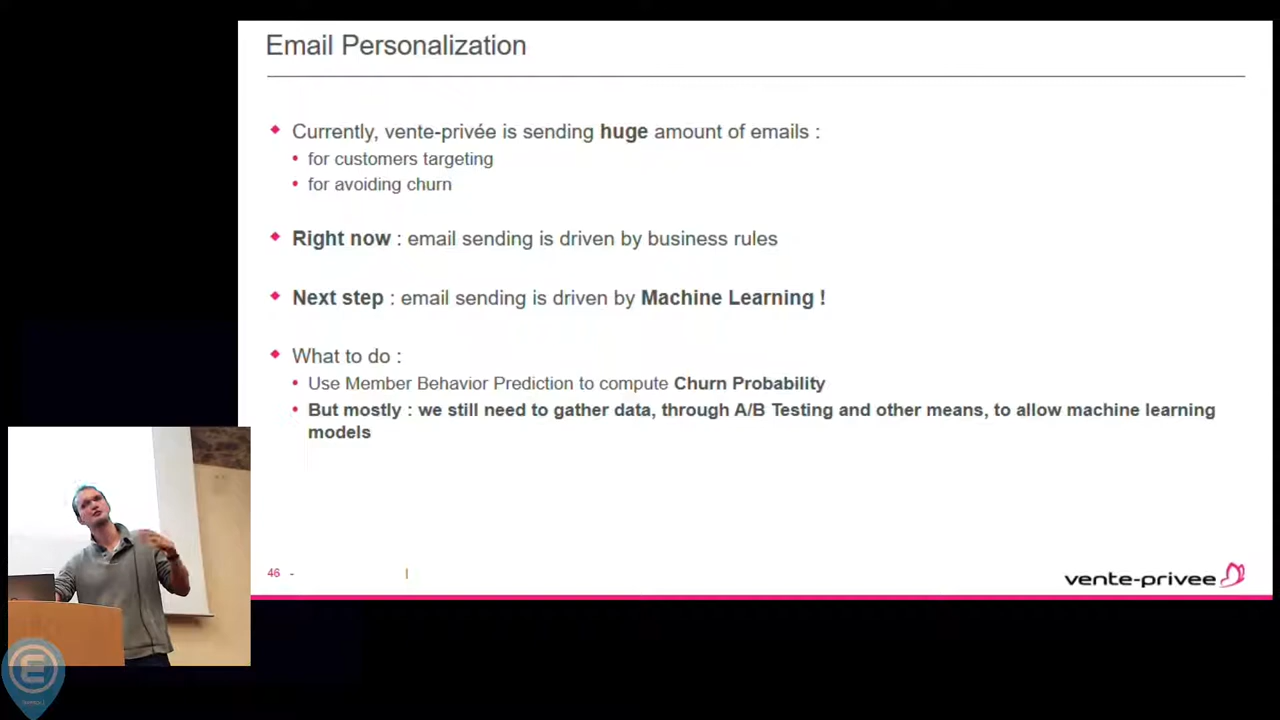 Email Personalization
Currently, vente-privée is sending huge amount of emails :
for customers targeting
for avoiding churn
Right now : email sending is driven by business rules
Next step : email sending is driven by Machine Learning !
What to do :
Use Member Behavior Prediction to compute Churn Probability
But mostly : we still need to gather data, through A/B Testing and other means, to allow machine learning
models
46 - |
vente-privee
E